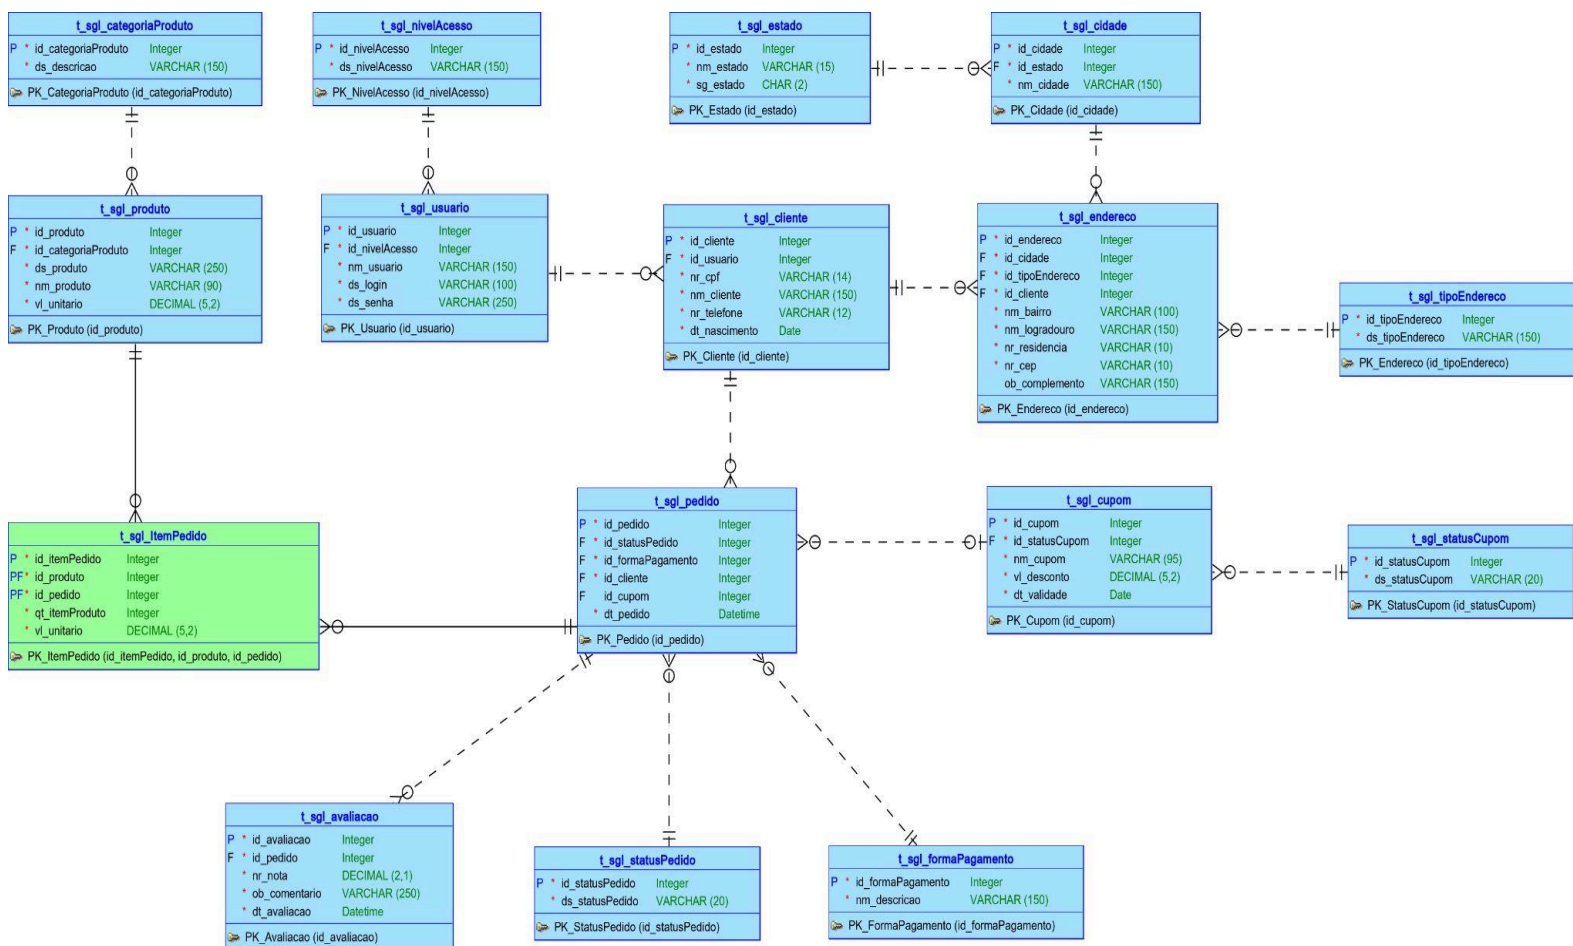 t_sgl_categoriaProduto
P * id_categoriaProduto Integer
* ds_descricao VARCHAR (150)
PK_CategoriaProduto (id_categoriaProduto)
t_sgl_nivelAcesso
P * id_nivelAcesso Integer
* ds_nivelAcesso VARCHAR (150)
PK_NivelAcesso (id_nivelAcesso)
t_sgl_estado
P * id_estado Integer
* nm_estado VARCHAR (15)
* sg_estado CHAR (2)
PK_Estado (id_estado)
t_sgl_cidade
P * id_cidade Integer
F * id_estado Integer
* nm_cidade VARCHAR (150)
PK_Cidade (id_cidade)
t_sgl_produto
P * id_produto Integer
F * id_categoriaProduto Integer
* ds_produto VARCHAR (250)
* nm_produto VARCHAR (90)
* vl_unitario DECIMAL (5,2)
PK_Produto (id_produto)
t_sgl_usuario
P * id_usuario Integer
F * id_nivelAcesso Integer
* nm_usuario VARCHAR (150)
* ds_login VARCHAR (100)
* ds_senha VARCHAR (250)
PK_Usuario (id_usuario)
t_sgl_cliente
P * id_cliente Integer
F * id_usuario Integer
* nr_cpf VARCHAR (14)
* nm_cliente VARCHAR (150)
* nr_telefone VARCHAR (12)
* dt_nascimento Date
PK_Cliente (id_cliente)
t_sgl_endereco
P * id_endereco Integer
F * id_cidade Integer
F * id_tipoEndereco Integer
F * id_cliente Integer
* nm_bairro VARCHAR (100)
* nm_logradouro VARCHAR (150)
* nr_residencia VARCHAR (10)
* nr_cep VARCHAR (10)
ob_complemento VARCHAR (150)
PK_Endereco (id_endereco)
t_sgl_tipoEndereco
P * id_tipoEndereco Integer
* ds_tipoEndereco VARCHAR (150)
PK_Endereco (id_tipoEndereco)
t_sgl_ItemPedido
P * id_itemPedido Integer
PF * id_produto Integer
PF * id_pedido Integer
* qt_itemProduto Integer
* vl_unitario DECIMAL (5,2)
PK_ItemPedido (id_itemPedido, id_produto, id_pedido)
t_sgl_pedido
P * id_pedido Integer
F * id_statusPedido Integer
F * id_formaPagamento Integer
F * id_cliente Integer
F id_cupom Integer
* dt_pedido Datetime
PK_Pedido (id_pedido)
t_sgl_cupom
P * id_cupom Integer
F * id_statusCupom Integer
* nm_cupom VARCHAR (95)
* vl_desconto DECIMAL (5,2)
* dt_validade Date
PK_Cupom (id_cupom)
t_sgl_statusCupom
P * id_statusCupom Integer
* ds_statusCupom VARCHAR (20)
PK_StatusCupom (id_statusCupom)
t_sgl_avaliacao
P * id_avaliacao Integer
F * id_pedido Integer
* nr_nota DECIMAL (2,1)
* ob_comentario VARCHAR (250)
* dt_avaliacao Datetime
PK_Avaliacao (id_avaliacao)
t_sgl_statusPedido
P * id_statusPedido Integer
* ds_statusPedido VARCHAR (20)
PK_StatusPedido (id_statusPedido)
t_sgl_formaPagamento
P * id_formaPagamento Integer
* nm_descricao VARCHAR (150)
PK_FormaPagamento (id_formaPagamento)